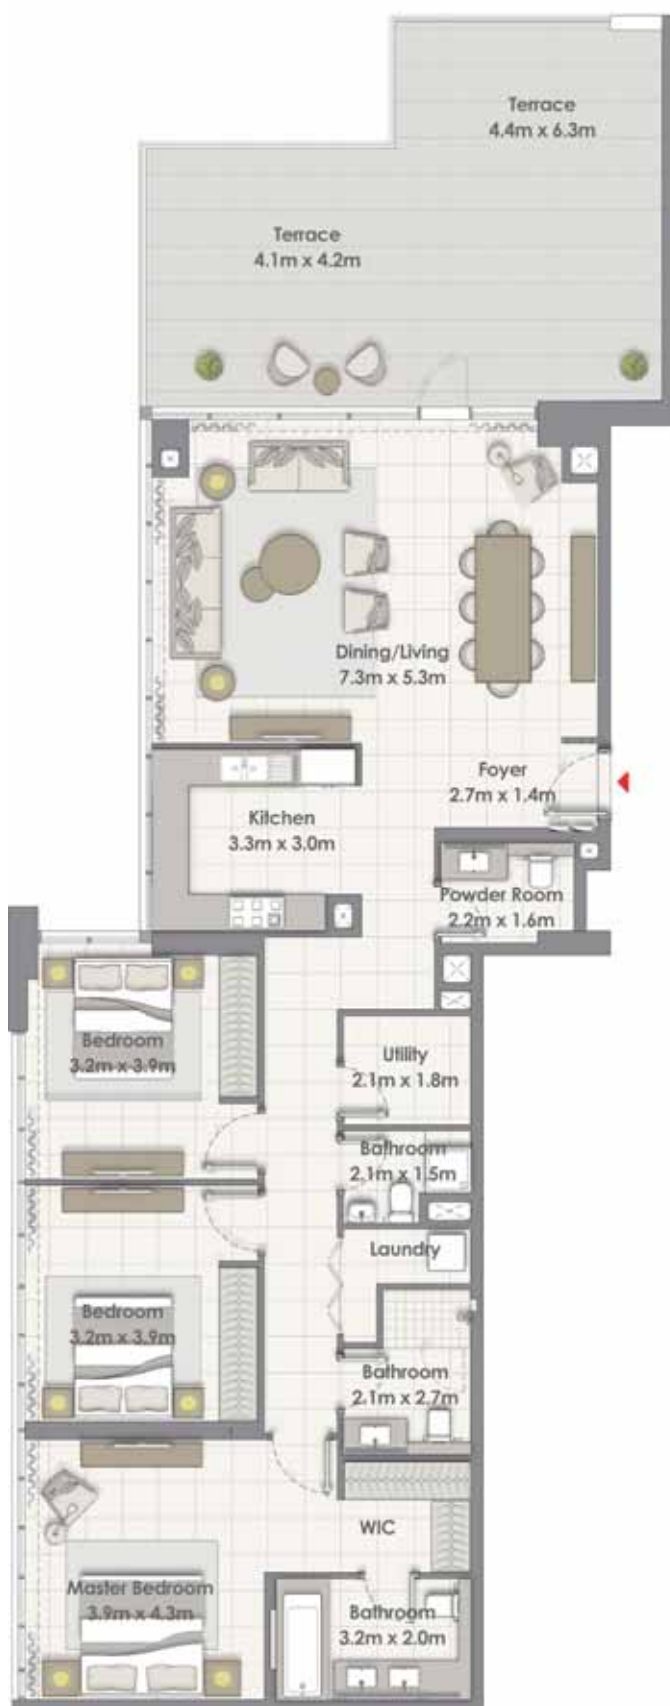 Terrace
4.4m x 6.3m
Terrace
4.1m x 4.2m
Dining/Living
7.3m x 5.3m
Foyer
2.7m x 1.4m
Kitchen
3.3m x 3.0m
Powder Room
2.2m x 1.6m
Bedroom
3.2m x 3.9m
Utility
2.1m x 1.8m
Bathroom
2.1m x 1.5m
Laundry
Bedroom
3.2m x 3.9m
Bathroom
2.1m x 2.7m
WIC
Master Bedroom
3.9m x 4.3m
Bathroom
3.2m x 2.0m